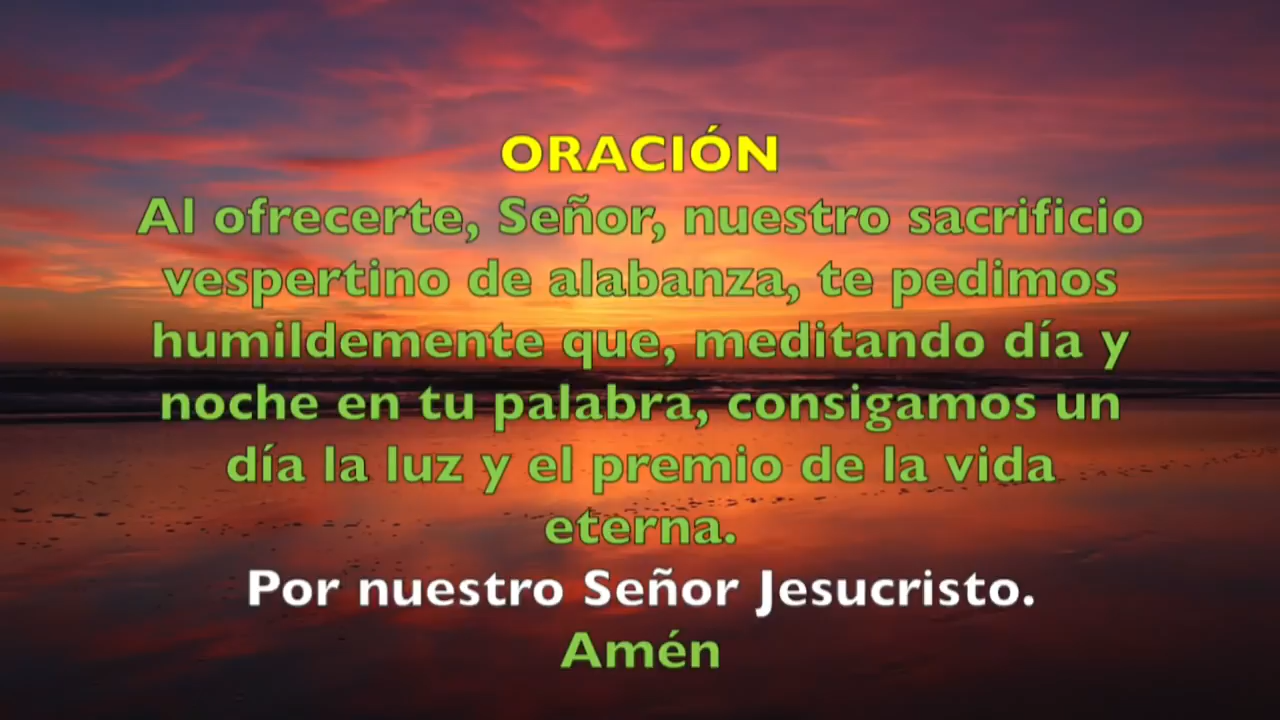 ORACIÓN
Al ofrecerte, Señor, nuestro sacrificio
vespertino de alabanza, te pedimos
humildemente que, meditando día y
noche en tu palabra, consigamos un
día la luz y el premio de la vida
eterna.
Por nuestro Señor Jesucristo.
Amén